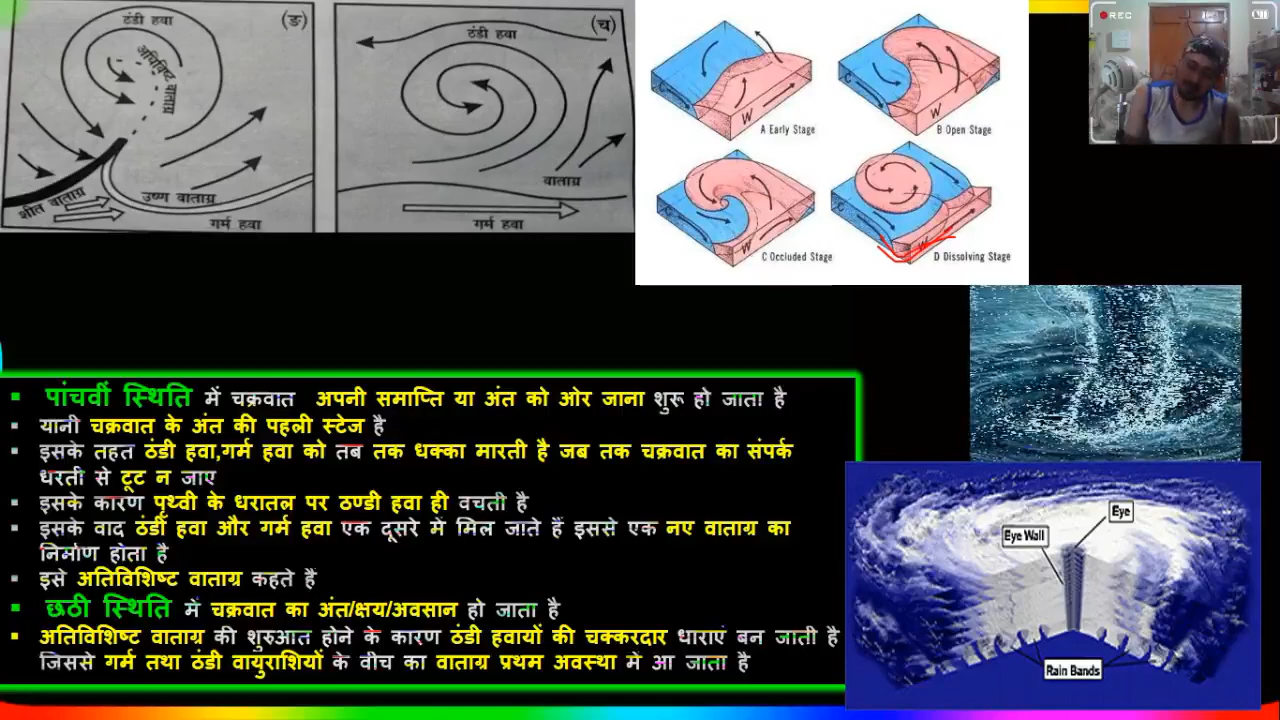 ठंडी हवा
(ङ)
अधिविष्ट वाताग्र
शीत वाताग्र
उष्ण वाताग्र
गर्म हवा
ठंडी हवा
(च)
वाताग्र
गर्म हवा
C
W
A Early Stage
C
W
B Open Stage
C
W
C Occluded Stage
C
W
D Dissolving Stage
REC
पांचवीं स्थिति में चक्रवात अपनी समाप्ति या अंत को ओर जाना शुरू हो जाता है
यानी चक्रवात के अंत की पहली स्टेज है
इसके तहत ठंडी हवा,गर्म हवा को तब तक धक्का मारती है जब तक चक्रवात का संपर्क
धरती से टूट न जाए
इसके कारण पृथ्वी के धरातल पर ठण्डी हवा ही वचती है
इसके वाद ठंडी हवा और गर्म हवा एक दूसरे में मिल जाते हैं इससे एक नए वाताग्र का
निर्माण होता है
इसे अतिविशिष्ट वाताग्र कहते हैं
छठी स्थिति में चक्रवात का अंत/क्षय/अवसान हो जाता है
अतिविशिष्ट वाताग्र की शुरुआत होने के कारण ठंडी हवायों की चक्करदार धाराएं बन जाती है
जिससे गर्म तथा ठंडी वायुराशियों के वीच का वाताग्र प्रथम अवस्था में आ जाता है
Eye
Eye Wall
Rain Bands